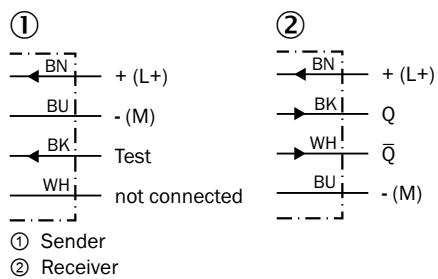 ① ②
BN + (L+)
BU - (M)
BK Test
WH not connected
BN + (L+)
BK Q
WH Q̅
BU - (M)
① Sender
② Receiver